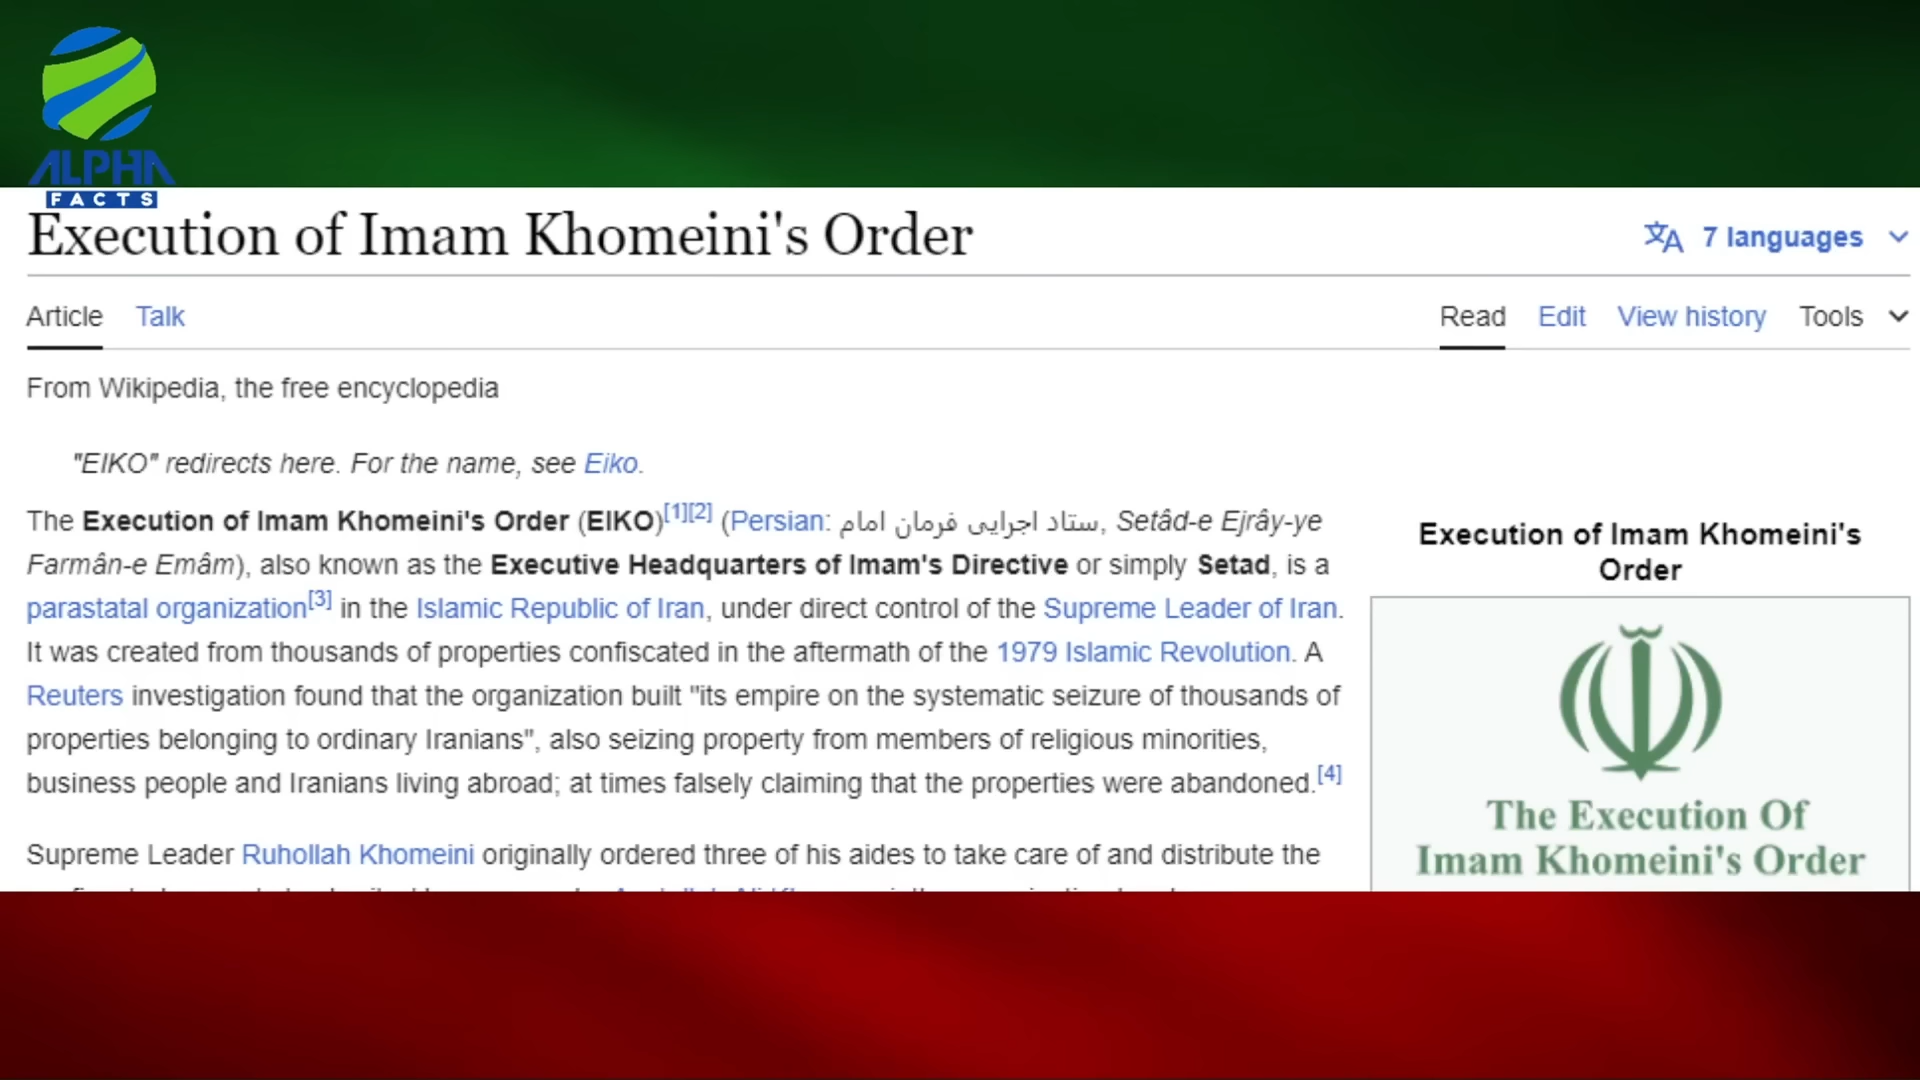 ALPHA
FACTS
Execution of Imam Khomeini's Order
7 languages
Article Talk
Read Edit View history Tools
From Wikipedia, the free encyclopedia
"EIKO" redirects here. For the name, see Eiko.
The Execution of Imam Khomeini's Order (EIKO)[1][2] (Persian: ستاد اجرایی فرمان امام, Setâd-e Ejrây-ye
Farmân-e Emâm), also known as the Executive Headquarters of Imam's Directive or simply Setad, is a
parastatal organization[3] in the Islamic Republic of Iran, under direct control of the Supreme Leader of Iran.
It was created from thousands of properties confiscated in the aftermath of the 1979 Islamic Revolution. A
Reuters investigation found that the organization built "its empire on the systematic seizure of thousands of
properties belonging to ordinary Iranians", also seizing property from members of religious minorities,
business people and Iranians living abroad; at times falsely claiming that the properties were abandoned.[4]
Supreme Leader Ruhollah Khomeini originally ordered three of his aides to take care of and distribute the
Execution of Imam Khomeini's
Order
The Execution Of
Imam Khomeini's Order